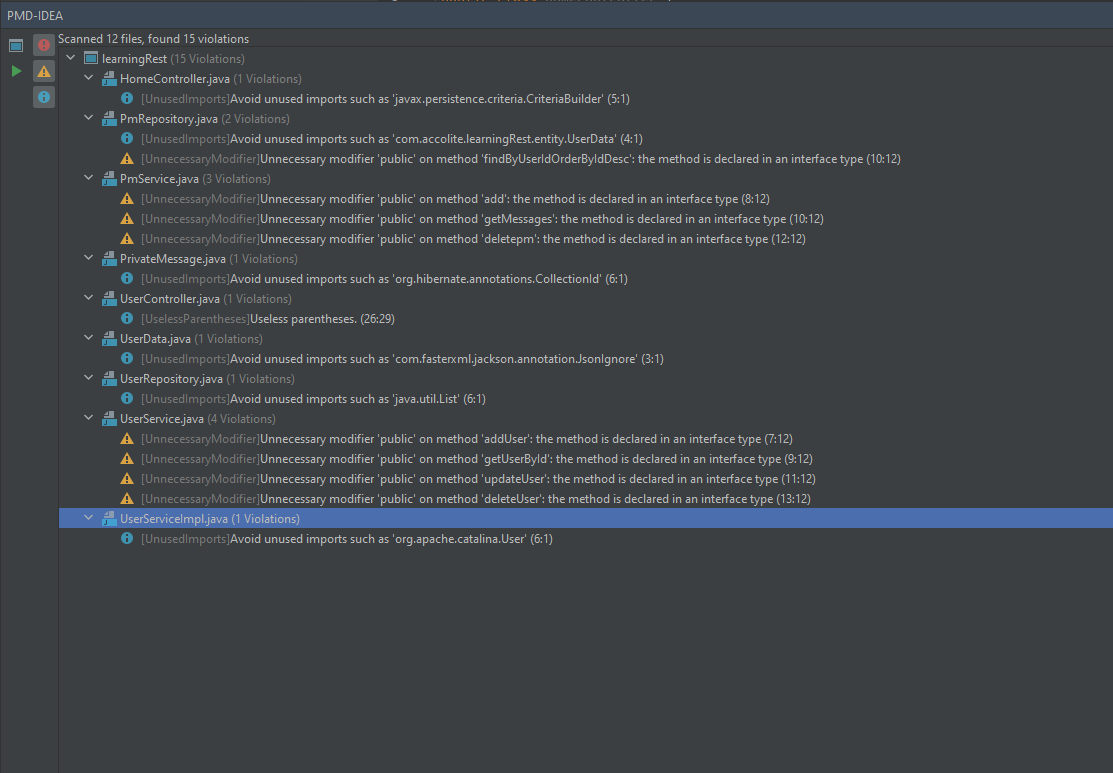 PMD-IDEA
Scanned 12 files, found 15 violations
learningRest (15 Violations)
HomeController.java (1 Violations)
[UnusedImports]Avoid unused imports such as 'javax.persistence.criteria.CriteriaBuilder' (5:1)
PmRepository.java (2 Violations)
[UnusedImports]Avoid unused imports such as 'com.accolite.learningRest.entity.UserData' (4:1)
[UnnecessaryModifier]Unnecessary modifier 'public' on method 'findByUserIdOrderByIdDesc': the method is declared in an interface type (10:12)
PmService.java (3 Violations)
[UnnecessaryModifier]Unnecessary modifier 'public' on method 'add': the method is declared in an interface type (8:12)
[UnnecessaryModifier]Unnecessary modifier 'public' on method 'getMessages': the method is declared in an interface type (10:12)
[UnnecessaryModifier]Unnecessary modifier 'public' on method 'deletepm': the method is declared in an interface type (12:12)
PrivateMessage.java (1 Violations)
[UnusedImports]Avoid unused imports such as 'org.hibernate.annotations.CollectionId' (6:1)
UserController.java (1 Violations)
[UselessParentheses]Useless parentheses. (26:29)
UserData.java (1 Violations)
[UnusedImports]Avoid unused imports such as 'com.fasterxml.jackson.annotation.JsonIgnore' (3:1)
UserRepository.java (1 Violations)
[UnusedImports]Avoid unused imports such as 'java.util.List' (6:1)
UserService.java (4 Violations)
[UnnecessaryModifier]Unnecessary modifier 'public' on method 'addUser': the method is declared in an interface type (7:12)
[UnnecessaryModifier]Unnecessary modifier 'public' on method 'getUserById': the method is declared in an interface type (9:12)
[UnnecessaryModifier]Unnecessary modifier 'public' on method 'updateUser': the method is declared in an interface type (11:12)
[UnnecessaryModifier]Unnecessary modifier 'public' on method 'deleteUser': the method is declared in an interface type (13:12)
UserServiceImpl.java (1 Violations)
[UnusedImports]Avoid unused imports such as 'org.apache.catalina.User' (6:1)